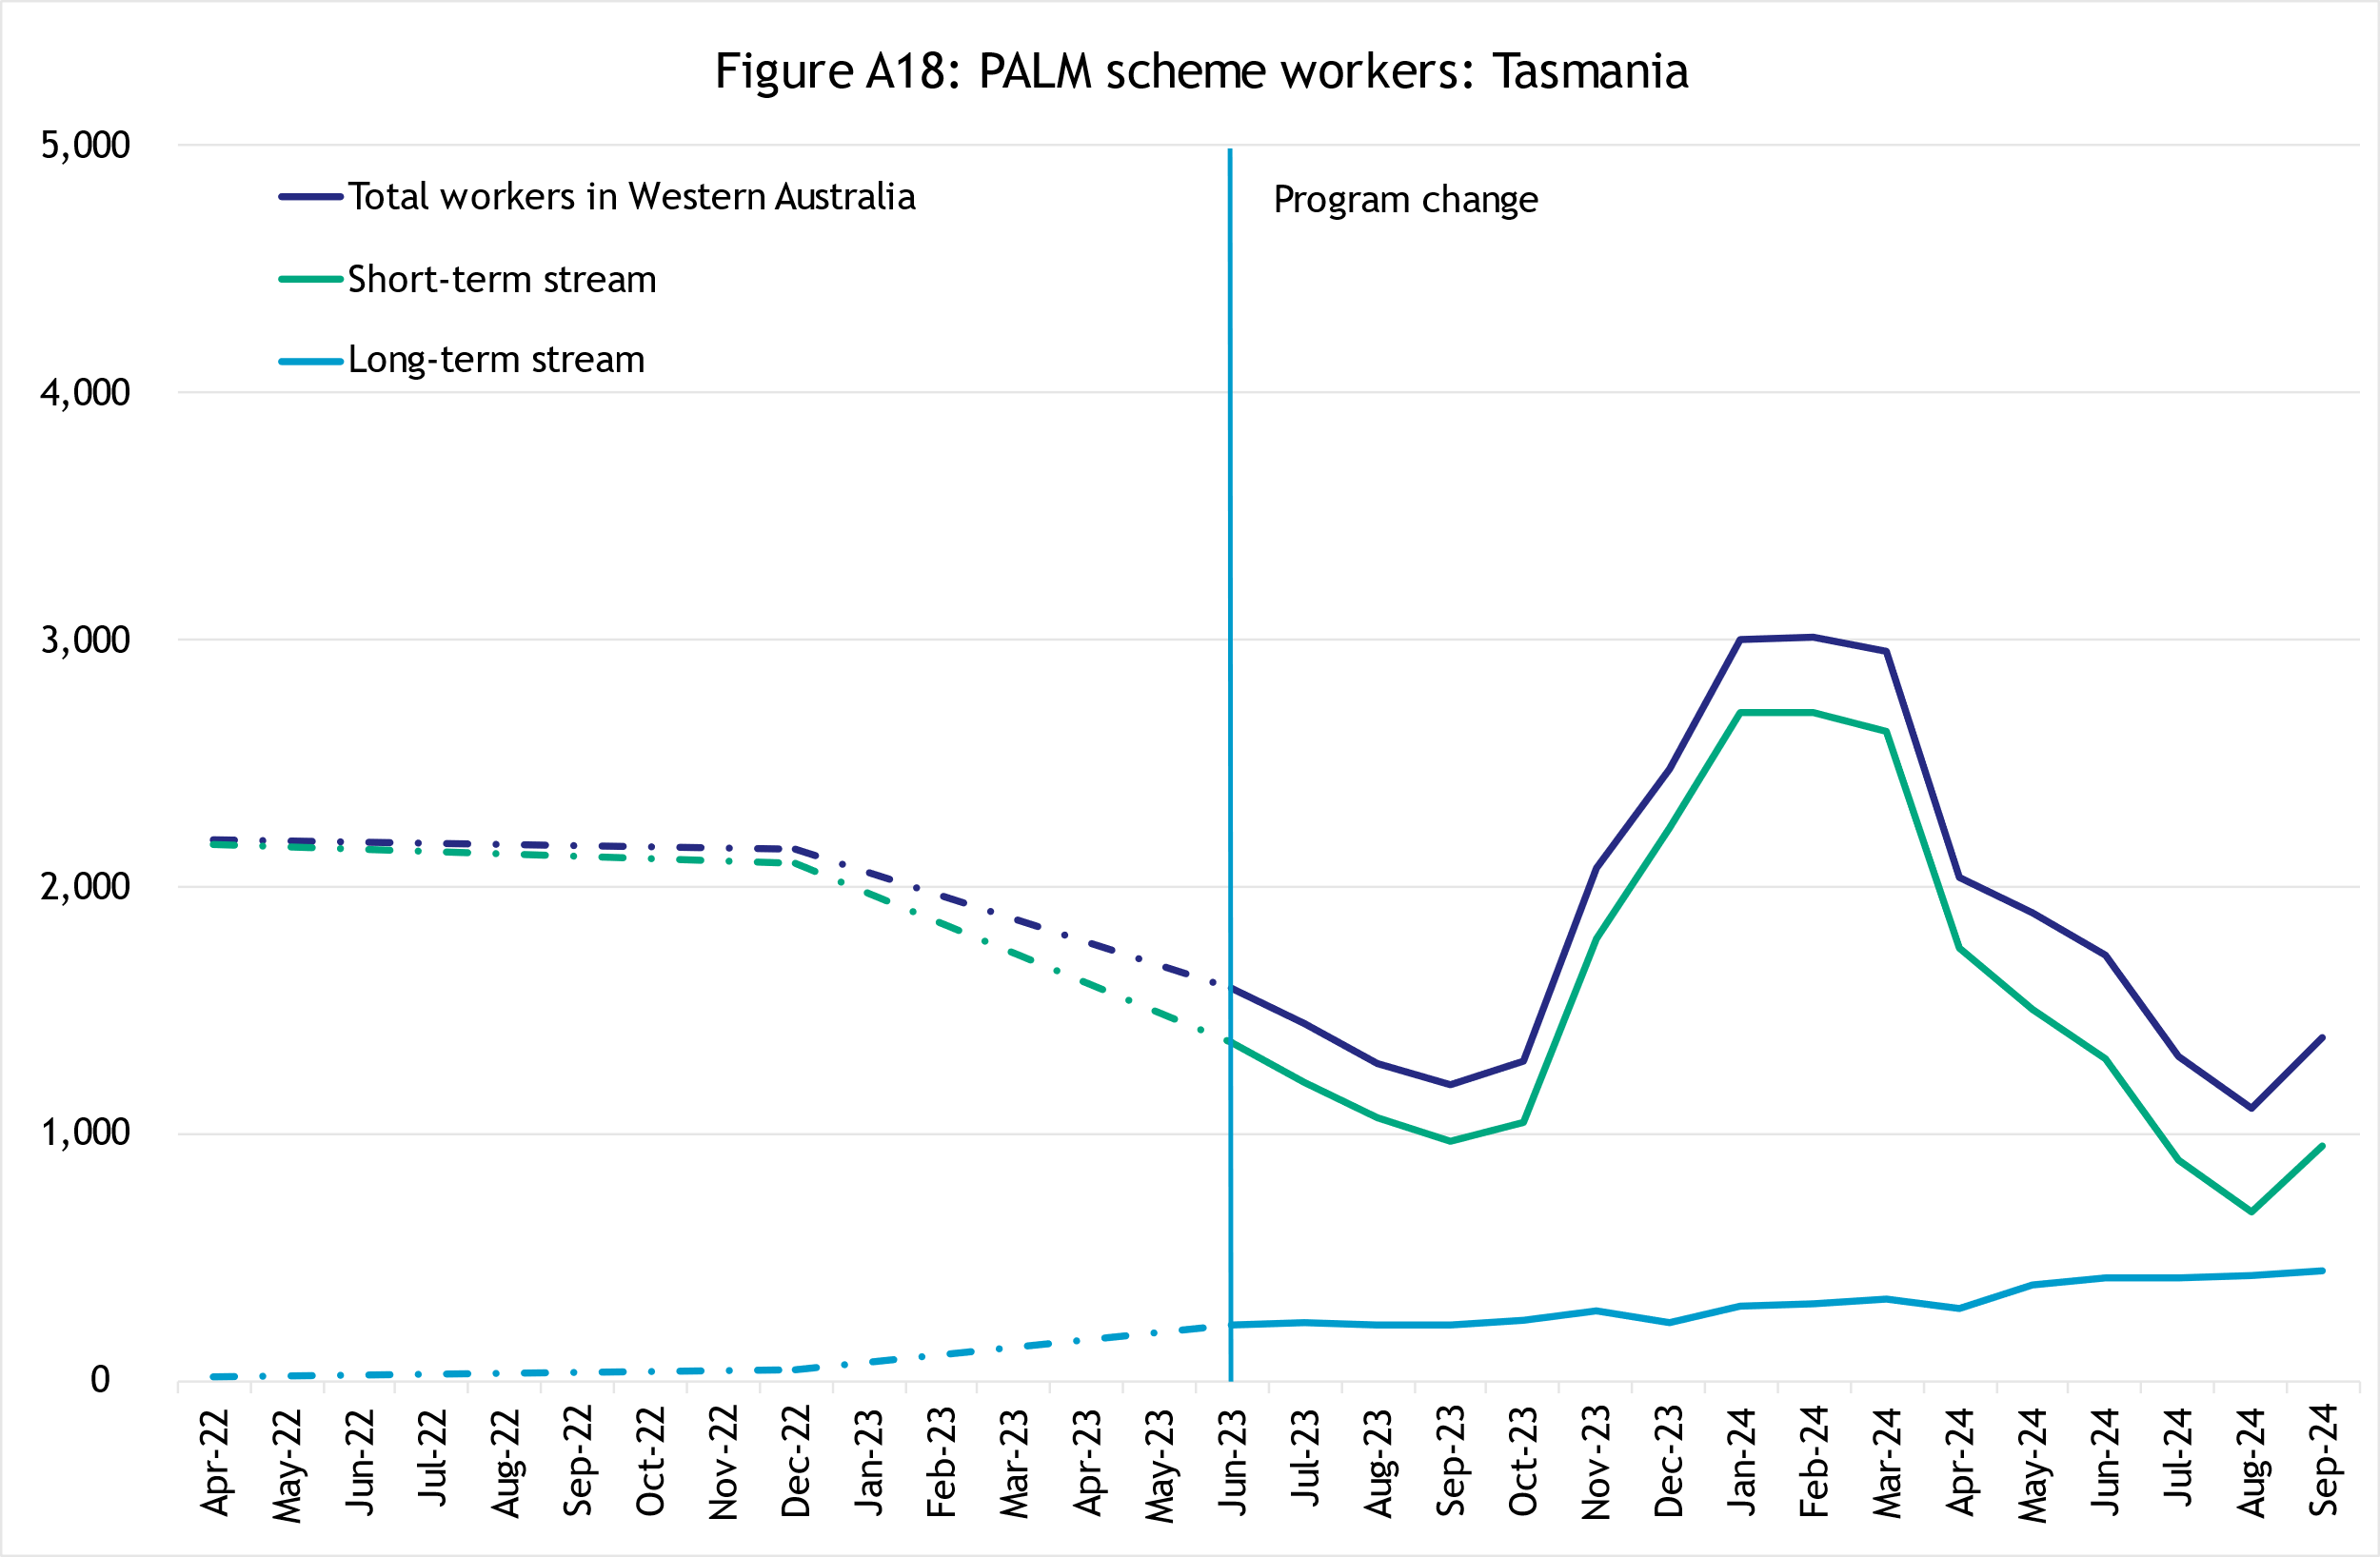 Figure A18: PALM scheme workers: Tasmania
5,000
4,000
3,000
2,000
1,000
0
Total workers in Western Australia
Short-term stream
Long-term stream
Program change
Apr-22
May-22
Jun-22
Jul-22
Aug-22
Sep-22
Oct-22
Nov-22
Dec-22
Jan-23
Feb-23
Mar-23
Apr-23
May-23
Jun-23
Jul-23
Aug-23
Sep-23
Oct-23
Nov-23
Dec-23
Jan-24
Feb-24
Mar-24
Apr-24
May-24
Jun-24
Jul-24
Aug-24
Sep-24